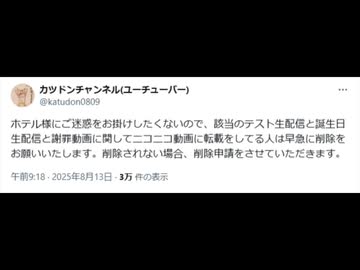 カツドンチャンネル(ユーチューバー)
@katudon0809
ホテル様にご迷惑をお掛けしたくないので、該当のテスト生配信と誕生日
生配信と謝罪動画に関してニコニコ動画に転載をしてる人は早急に削除を
お願いいたします。削除されない場合、削除申請をさせていただきます。
午前9:18 · 2025年8月13日 · 3万 件の表示